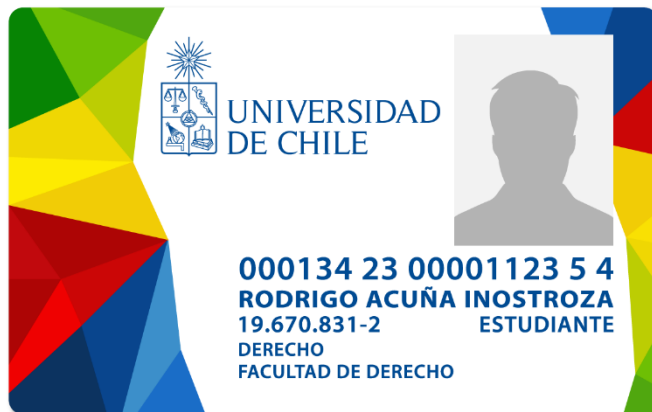 UNIVERSIDAD
DE CHILE
000134 23 00001123 5 4
RODRIGO ACUÑA INOSTROZA
19.670.831-2 ESTUDIANTE
DERECHO
FACULTAD DE DERECHO